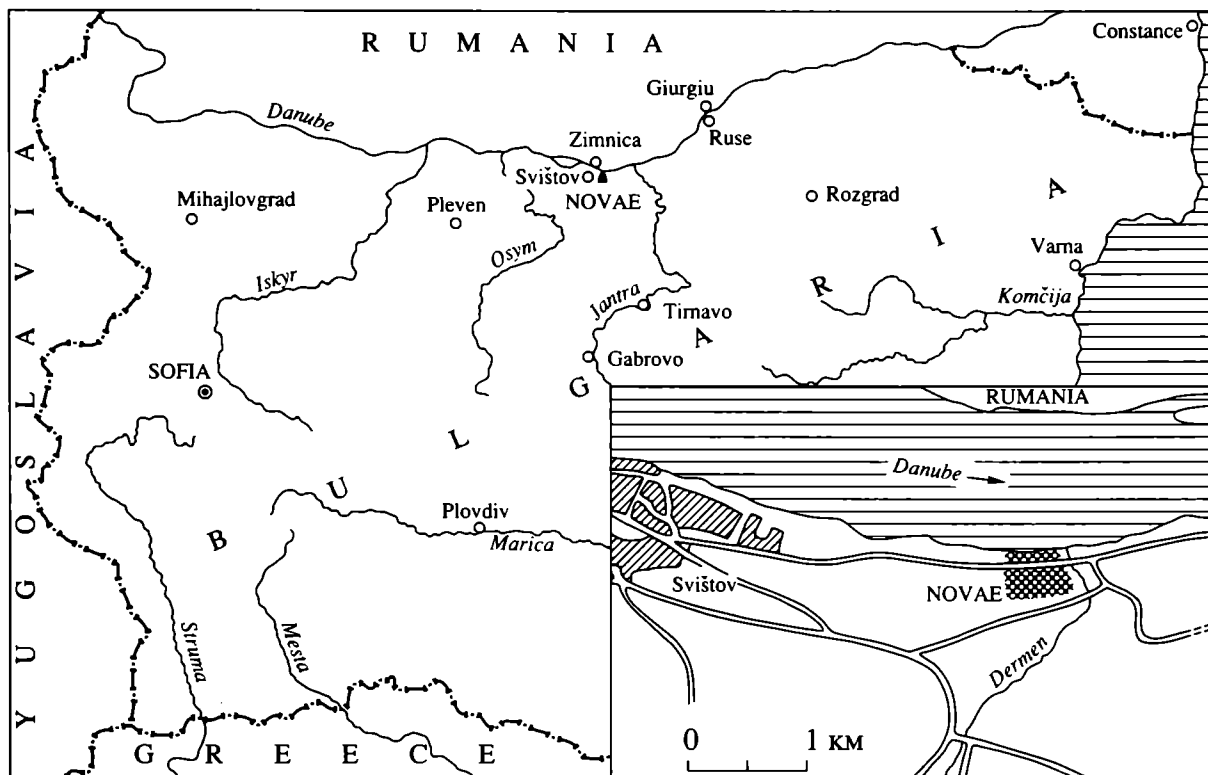 RUMANIA
Constance
Giurgiu
Ruse
Danube
Zimnica
Svištov
NOVAE
Mihajlovgrad
Pleven
Rozgrad
Osym
Iskyr
Varna
Jantra
Tirnavo
Komčija
Gabrovo
SOFIA
BULGARIA
YUGOSLAVIA
Plovdiv
Marica
Struma
Mesta
GREECE
RUMANIA
Danube
Svištov
NOVAE
Dermen
0 1 KM